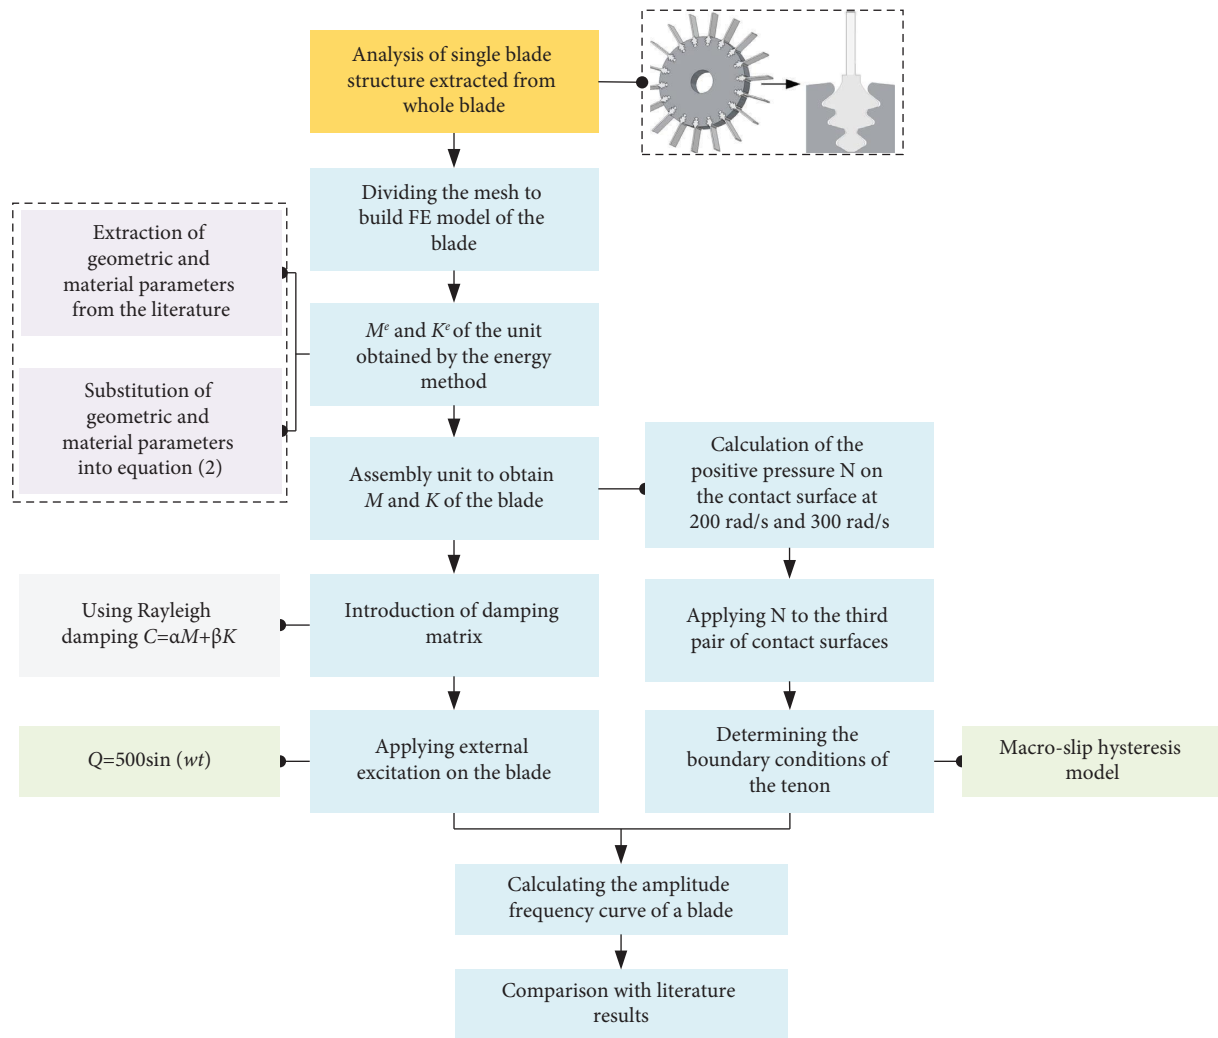 Analysis of single blade
structure extracted from
whole blade
Dividing the mesh to
build FE model of the
blade
Extraction of
geometric and
material parameters
from the literature
Mᵉ and Kᵉ of the unit
obtained by the energy
method
Substitution of
geometric and
material parameters
into equation (2)
Assembly unit to obtain
M and K of the blade
Calculation of the
positive pressure N on
the contact surface at
200 rad/s and 300 rad/s
Using Rayleigh
damping C=αM+βK
Introduction of damping
matrix
Applying N to the third
pair of contact surfaces
Q=500sin (wt)
Applying external
excitation on the blade
Determining the
boundary conditions of
the tenon
Macro-slip hysteresis
model
Calculating the amplitude
frequency curve of a blade
Comparison with literature
results